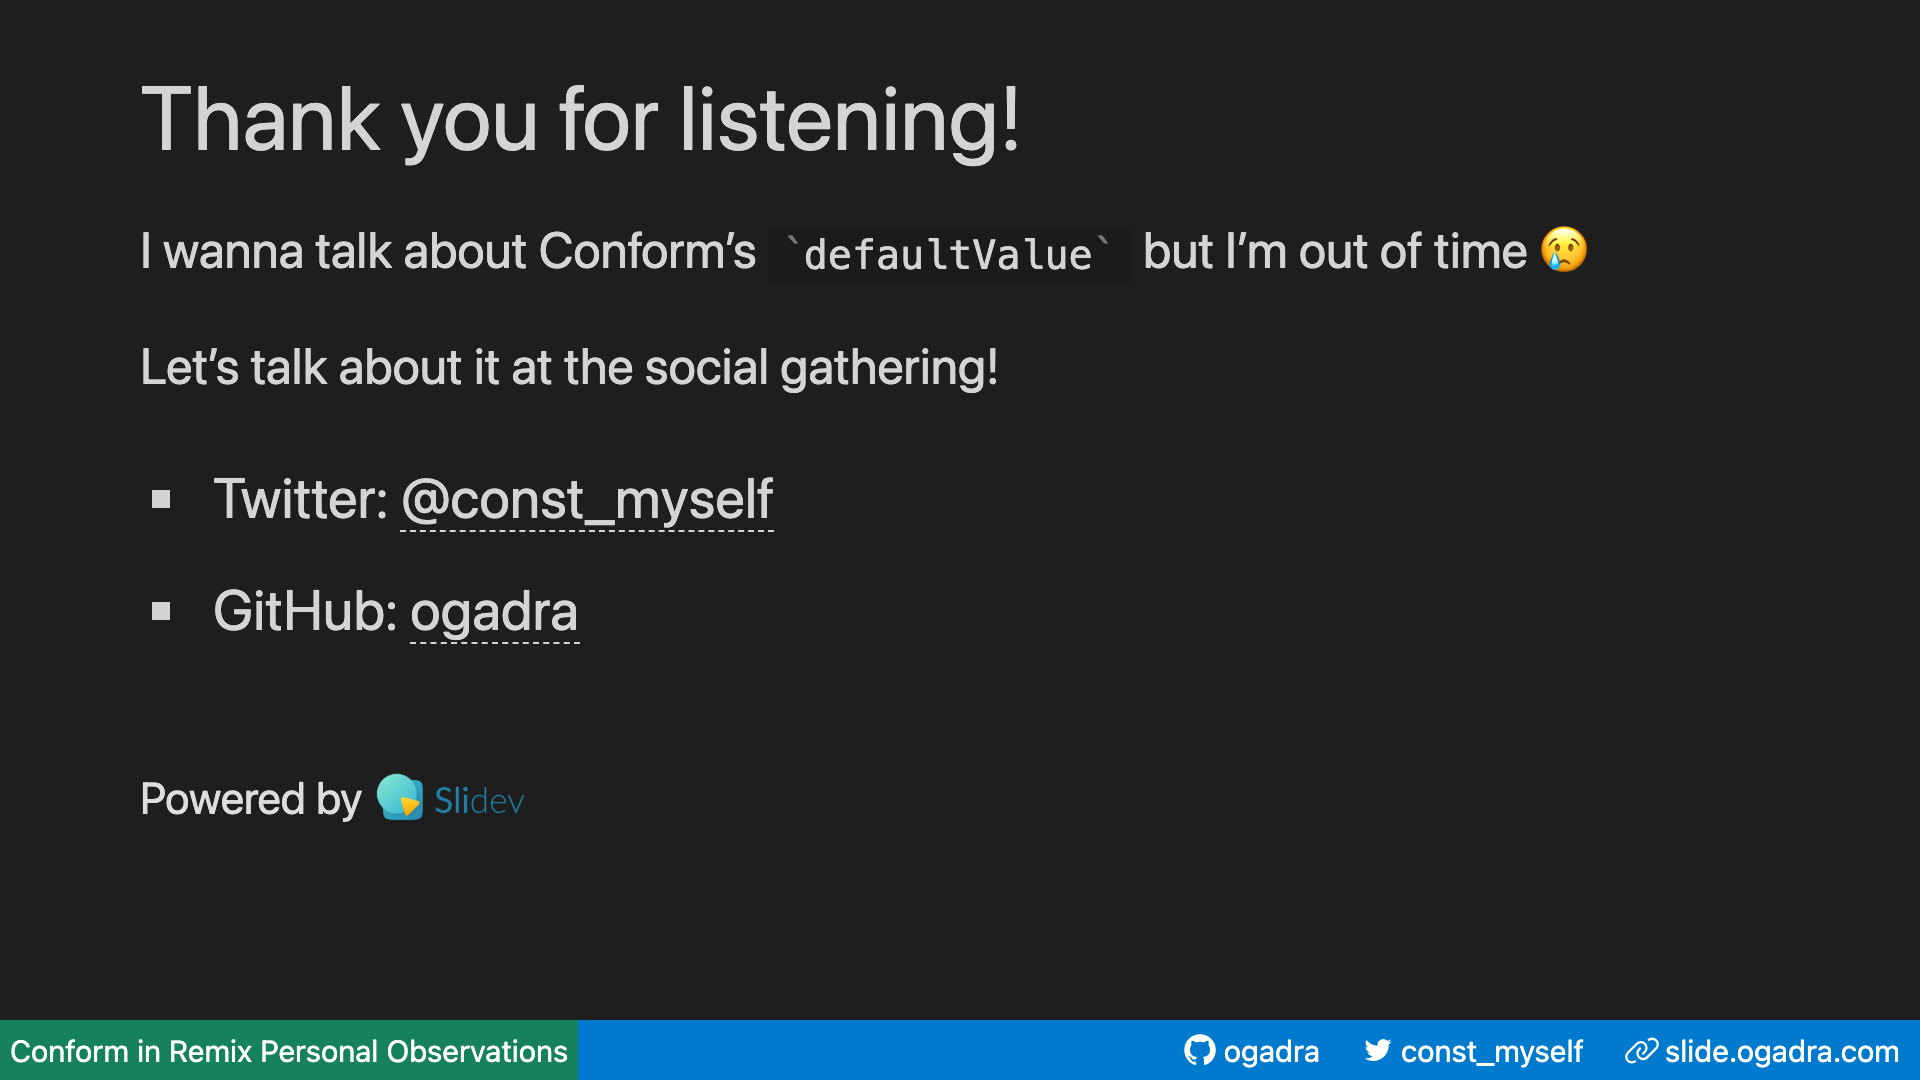 Thank you for listening!
I wanna talk about Conform’s `defaultValue` but I’m out of time 😢
Let’s talk about it at the social gathering!
Twitter: @const_myself
GitHub: ogadra
Powered by Slidev
Conform in Remix Personal Observations
ogadra const_myself slide.ogadra.com